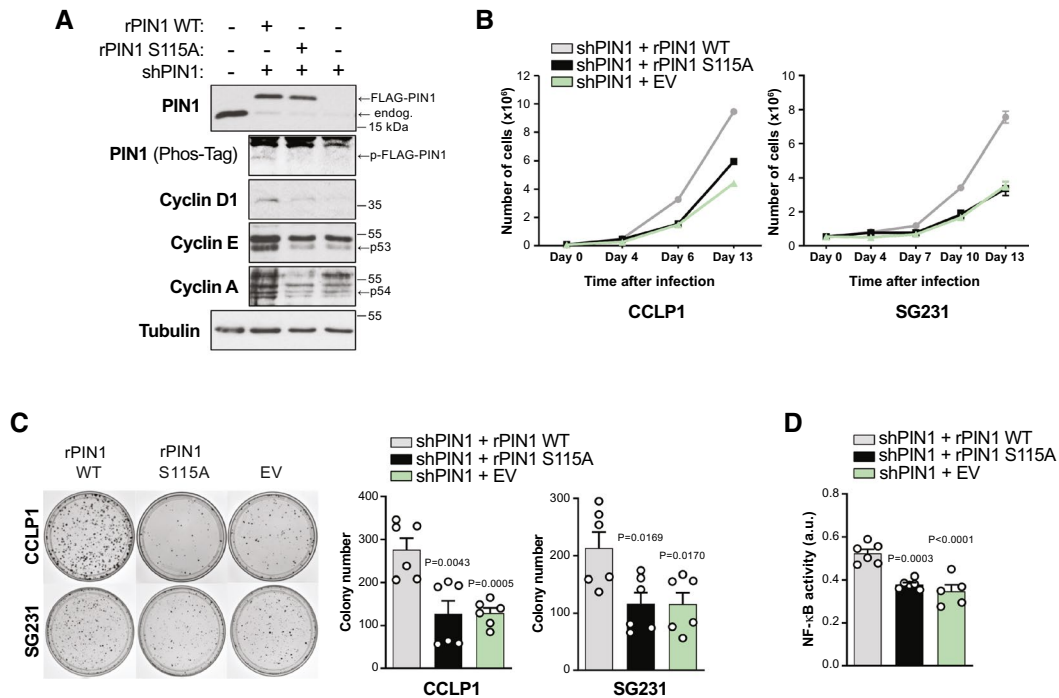 A
rPIN1 WT: - + - -
rPIN1 S115A: - - + -
shPIN1: - + + +
PIN1
←FLAG-PIN1
← endog.
15 kDa
PIN1 (Phos-Tag)
←p-FLAG-PIN1
Cyclin D1
35
Cyclin E
55
←p53
Cyclin A
55
←p54
Tubulin
55
B
shPIN1 + rPIN1 WT
shPIN1 + rPIN1 S115A
shPIN1 + EV
Number of cells (x10⁶)
12
10
8
6
4
2
0
Day 0 Day 4 Day 6 Day 13
Time after infection
CCLP1
Number of cells (x10⁶)
10
8
6
4
2
0
Day 0 Day 4 Day 7 Day 10 Day 13
Time after infection
SG231
C
rPIN1 WT
rPIN1 S115A
EV
CCLP1
SG231
shPIN1 + rPIN1 WT
shPIN1 + rPIN1 S115A
shPIN1 + EV
Colony number
400
300
200
100
0
P=0.0043
P=0.0005
CCLP1
Colony number
300
200
100
0
P=0.0169
P=0.0170
SG231
D
shPIN1 + rPIN1 WT
shPIN1 + rPIN1 S115A
shPIN1 + EV
NF-κB activity (a.u.)
0.8
0.6
0.4
0.2
0.0
P=0.0003
P<0.0001